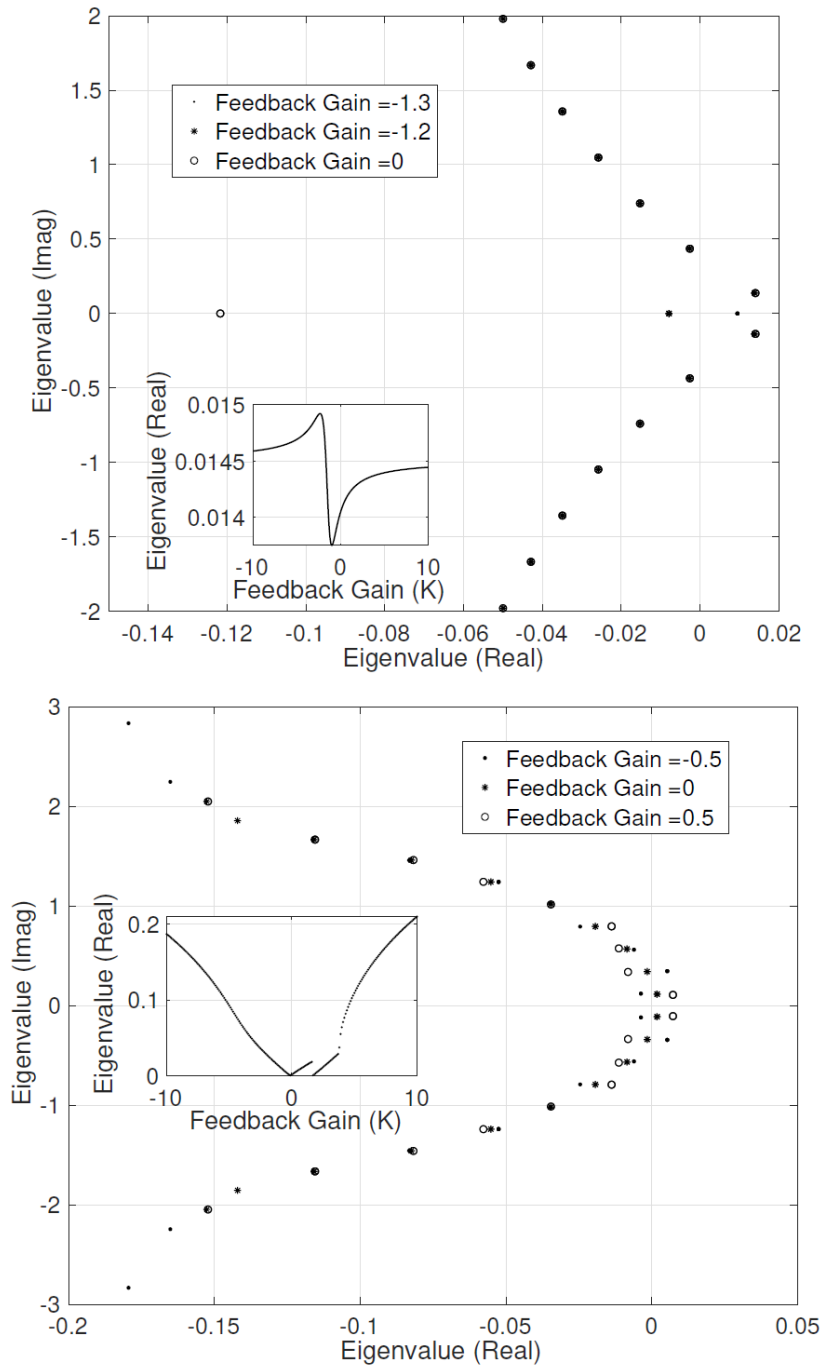 2
1.5
1
0.5
0
-0.5
-1
-1.5
-2
Eigenvalue (Imag)
Feedback Gain =-1.3
Feedback Gain =-1.2
Feedback Gain =0
0.015
0.0145
0.014
Eigenvalue (Real)
-10 0 10
Feedback Gain (K)
-0.14 -0.12 -0.1 -0.08 -0.06 -0.04 -0.02 0 0.02
Eigenvalue (Real)
3
2
1
0
-1
-2
-3
Eigenvalue (Imag)
Feedback Gain =-0.5
Feedback Gain =0
Feedback Gain =0.5
0.2
0.1
0
Eigenvalue (Real)
-10 0 10
Feedback Gain (K)
-0.2 -0.15 -0.1 -0.05 0 0.05
Eigenvalue (Real)